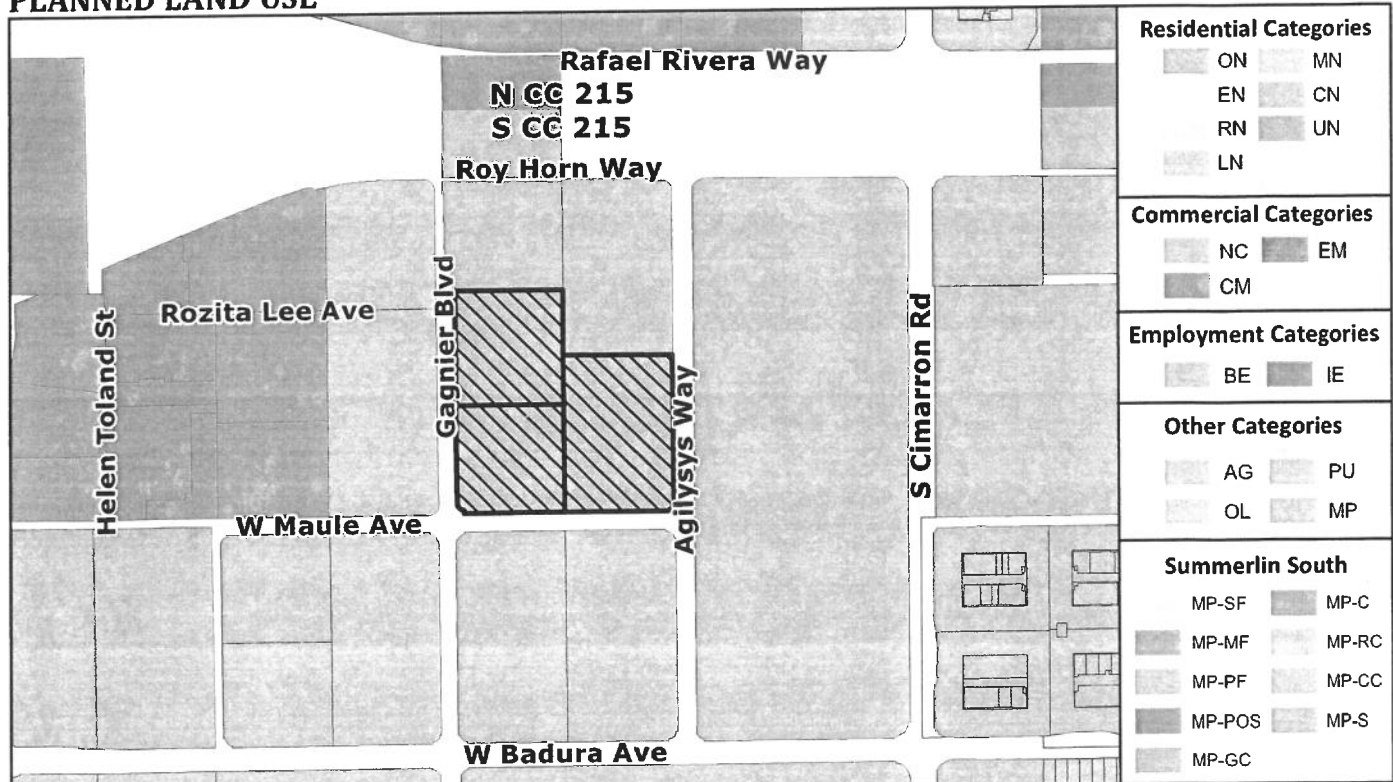 PLANNED LAND USE
Rafael Rivera Way
N CC 215
S CC 215
Roy Horn Way
Gagnier Blvd
Rozita Lee Ave
Helen Toland St
Agilysys Way
S Cimarron Rd
W Maule Ave
W Badura Ave
Residential Categories
ON MN
EN CN
RN UN
LN
Commercial Categories
NC EM
CM
Employment Categories
BE IE
Other Categories
AG PU
OL MP
Summerlin South
MP-SF MP-C
MP-MF MP-RC
MP-PF MP-CC
MP-POS MP-S
MP-GC